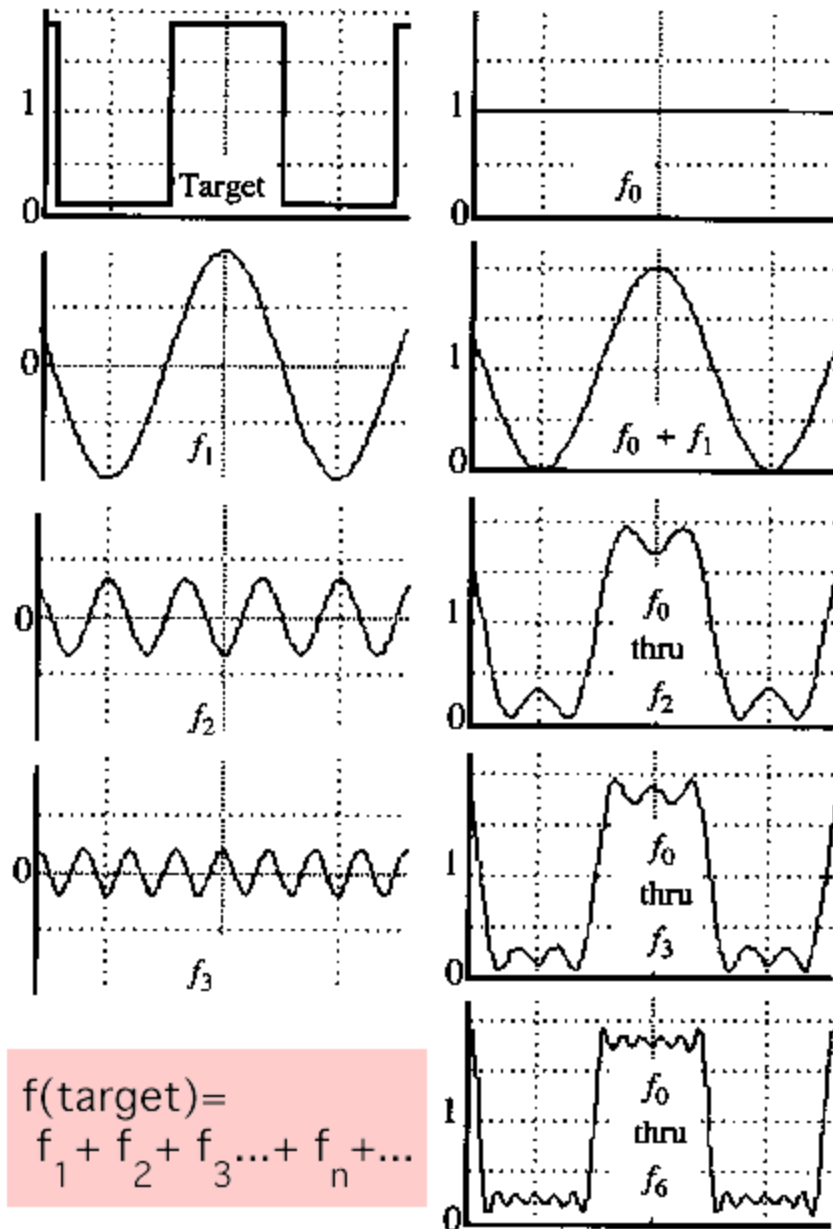 1
0
Target
1
0
f0
0
f1
1
0
f0 + f1
0
f2
1
0
f0
thru
f2
0
f3
1
0
f0
thru
f3
f(target)=
f1+ f2+ f3...+ fn+...
1
0
f0
thru
f6